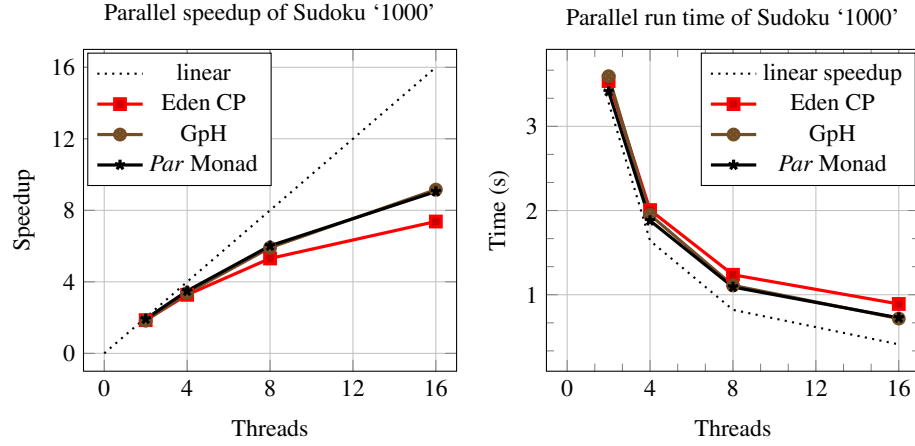 Parallel speedup of Sudoku ‘1000’
16
12
8
4
0
Speedup
linear
Eden CP
GpH
Par Monad
0 4 8 12 16
Threads
Parallel run time of Sudoku ‘1000’
3
2
1
Time (s)
linear speedup
Eden CP
GpH
Par Monad
0 4 8 12 16
Threads